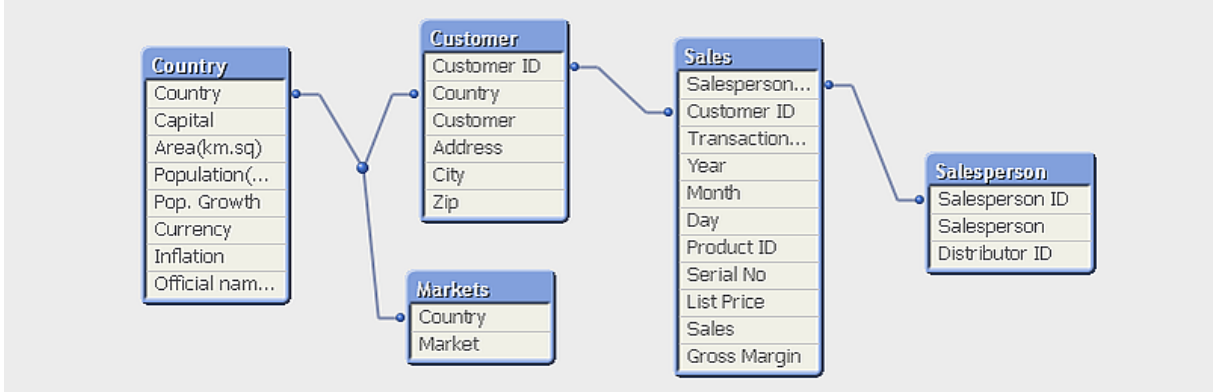 Country
Country
Capital
Area(km.sq)
Population(...
Pop. Growth
Currency
Inflation
Official nam...
Customer
Customer ID
Country
Customer
Address
City
Zip
Markets
Country
Market
Sales
Salesperson...
Customer ID
Transaction...
Year
Month
Day
Product ID
Serial No
List Price
Sales
Gross Margin
Salesperson
Salesperson ID
Salesperson
Distributor ID